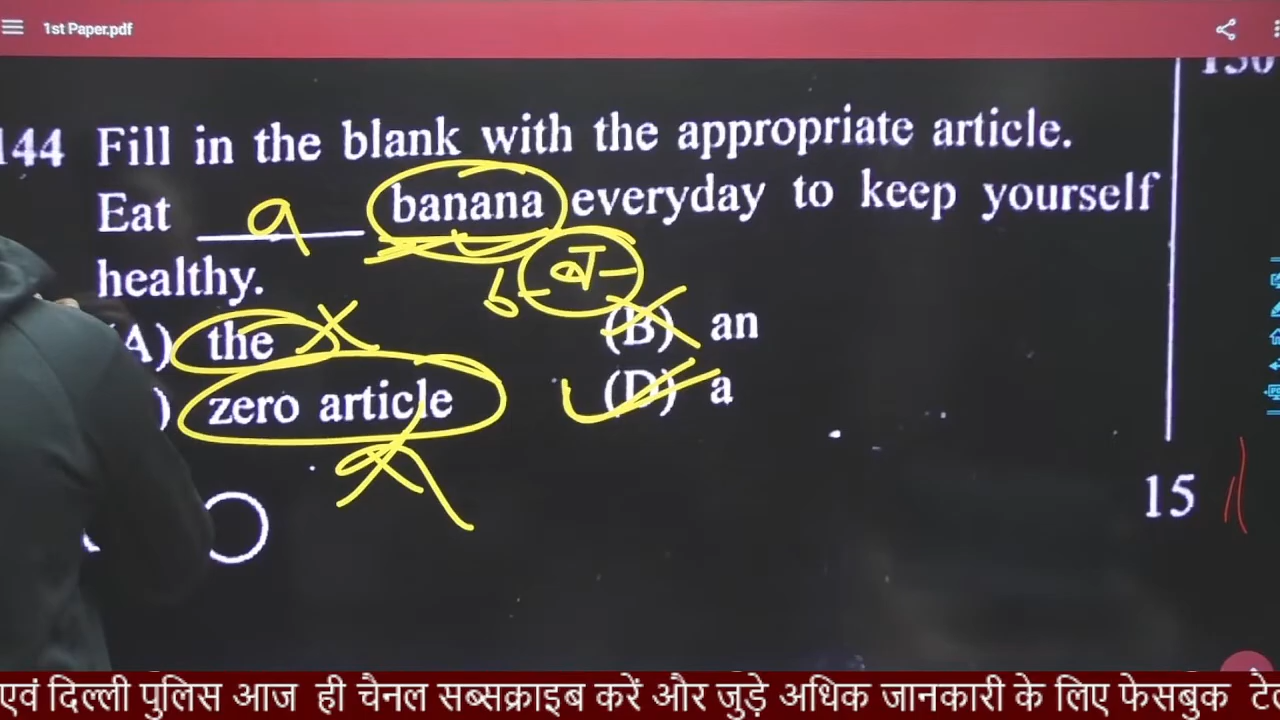 1st Paper.pdf
144 Fill in the blank with the appropriate article.
Eat a banana everyday to keep yourself
b - ब -
healthy.
A) the (B) an
) zero article (D) a
15
एवं दिल्ली पुलिस आज ही चैनल सब्सक्राइब करें और जुड़े अधिक जानकारी के लिए फेसबुक